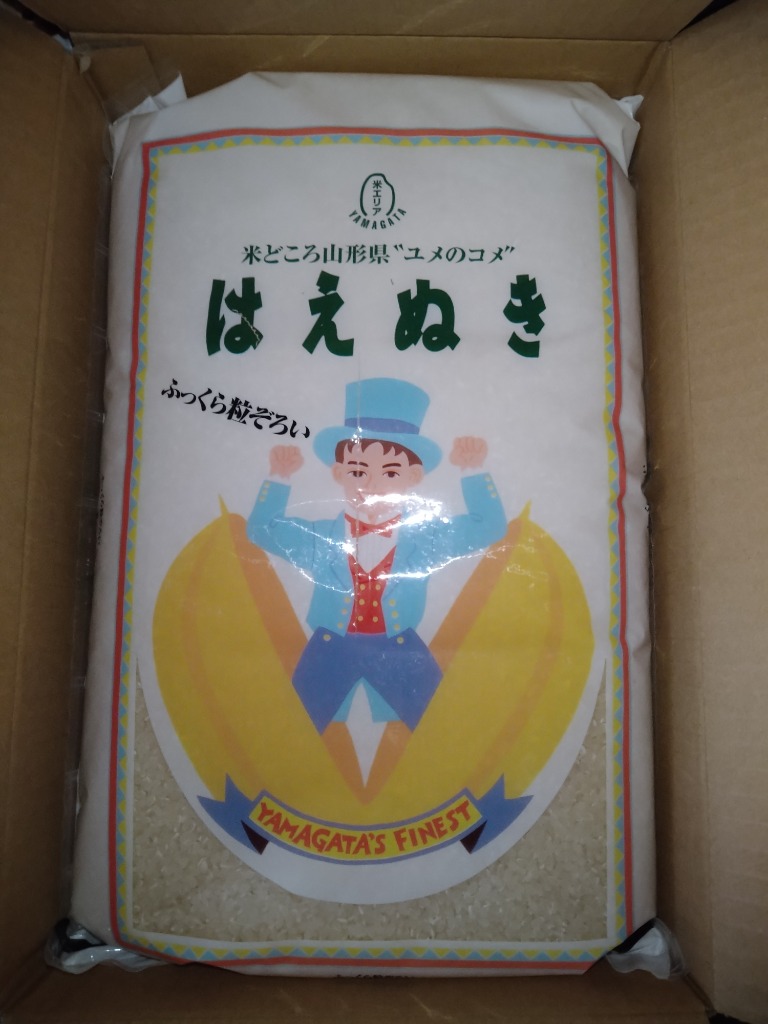 米エリア
YAMAGATA
米どころ山形県〝ユメのコメ〟
はえぬき
ふっくら粒ぞろい
YAMAGATA'S FINEST